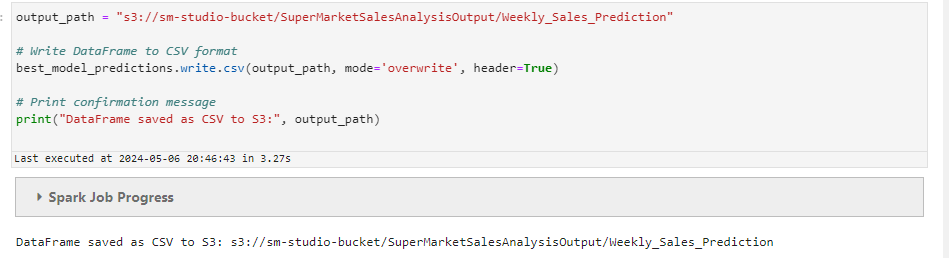 output_path = "s3://sm-studio-bucket/SuperMarketSalesAnalysisOutput/Weekly_Sales_Prediction"
# Write DataFrame to CSV format
best_model_predictions.write.csv(output_path, mode='overwrite', header=True)
# Print confirmation message
print("DataFrame saved as CSV to S3:", output_path)
Last executed at 2024-05-06 20:46:43 in 3.27s
Spark Job Progress
DataFrame saved as CSV to S3: s3://sm-studio-bucket/SuperMarketSalesAnalysisOutput/Weekly_Sales_Prediction